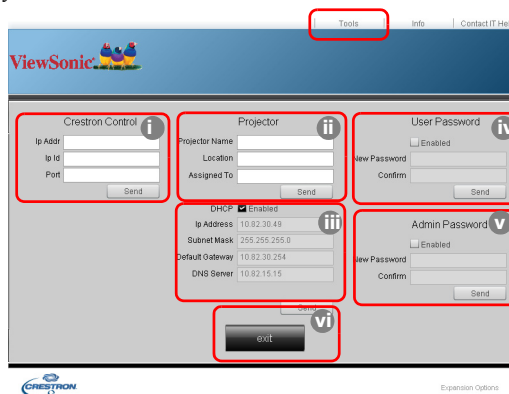 Tools
Info
Contact IT He
ViewSonic
Crestron Control
i
Ip Addr
Ip Id
Port
Send
Projector
ii
Projector Name
Location
Assigned To
Send
DHCP Enabled
iii
Ip Address 10.82.30.49
Subnet Mask 255.255.255.0
Default Gateway 10.82.30.254
DNS Server 10.82.15.15
Send
User Password
iv
Enabled
New Password
Confirm
Send
Admin Password
v
Enabled
New Password
Confirm
Send
vi
exit
CRESTRON
Expansion Options